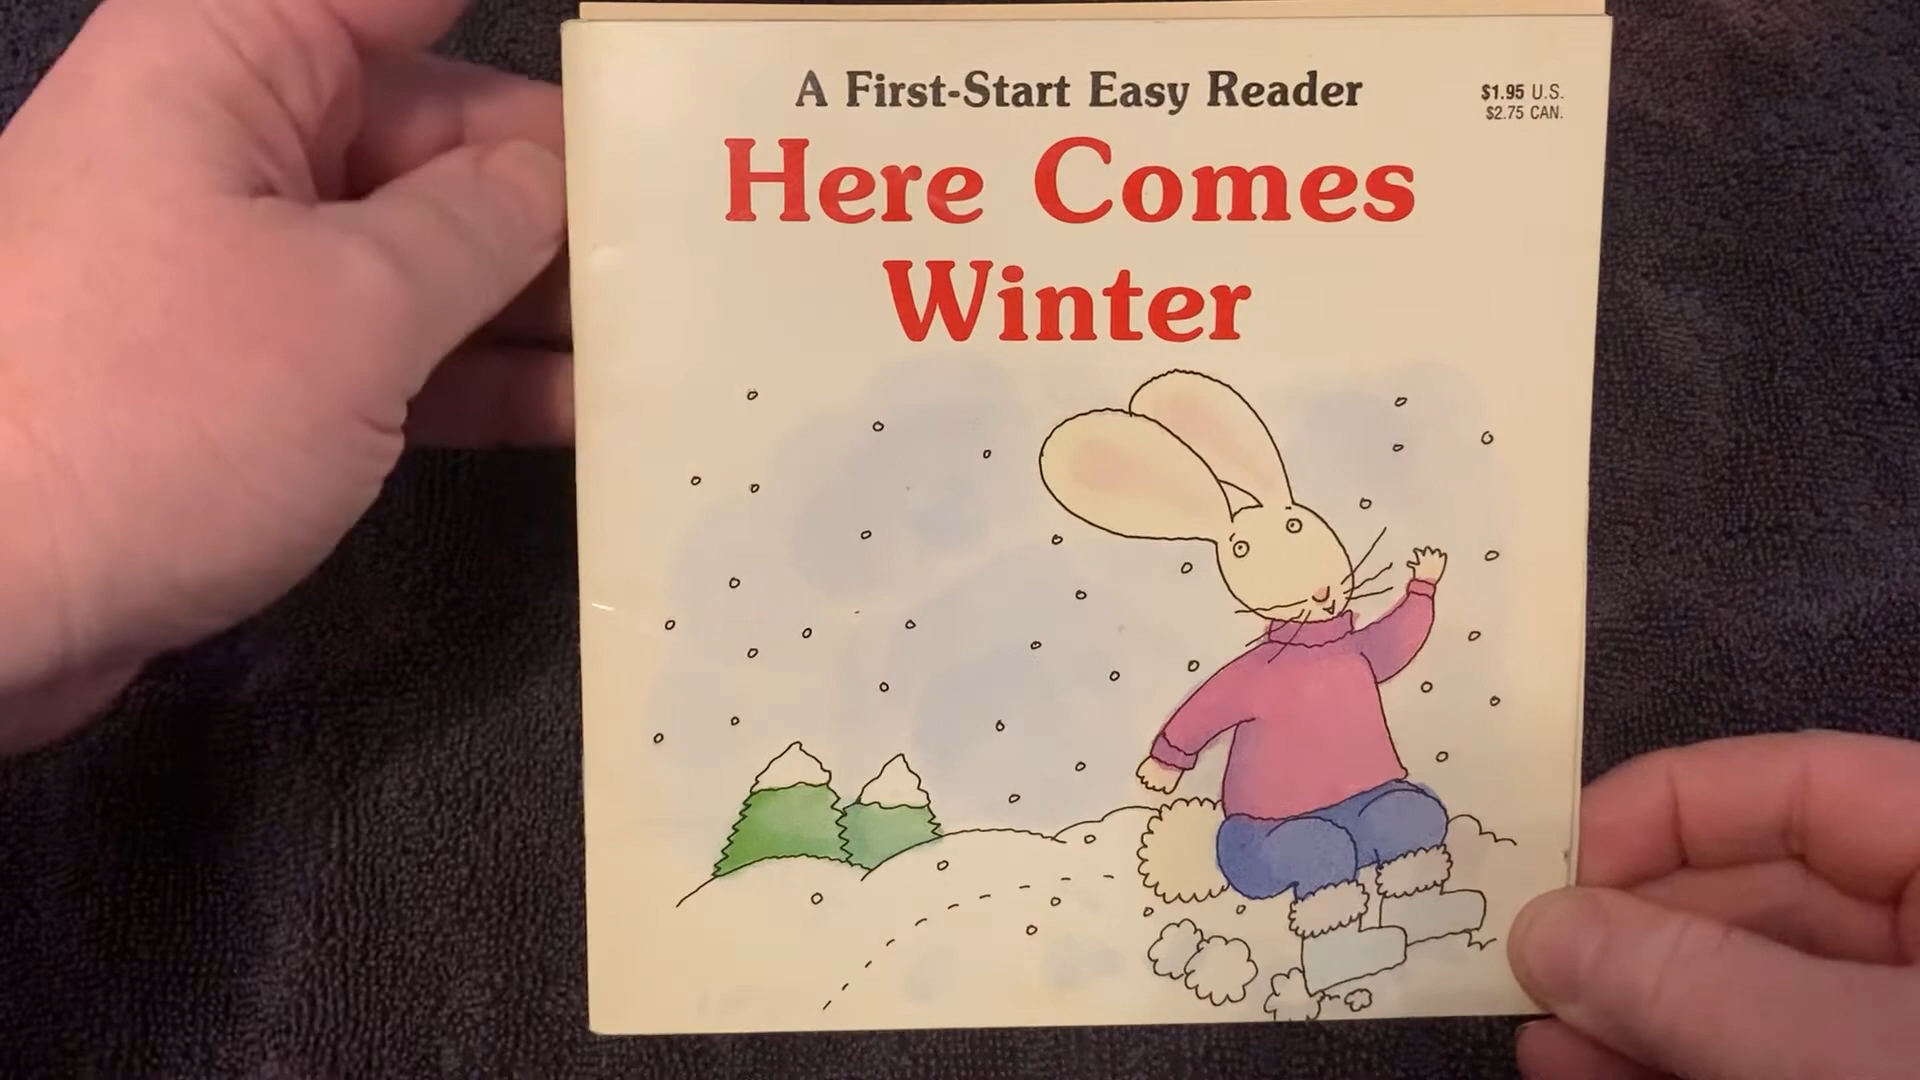 A First-Start Easy Reader
$1.95 U.S.
$2.75 CAN.
Here Comes
Winter